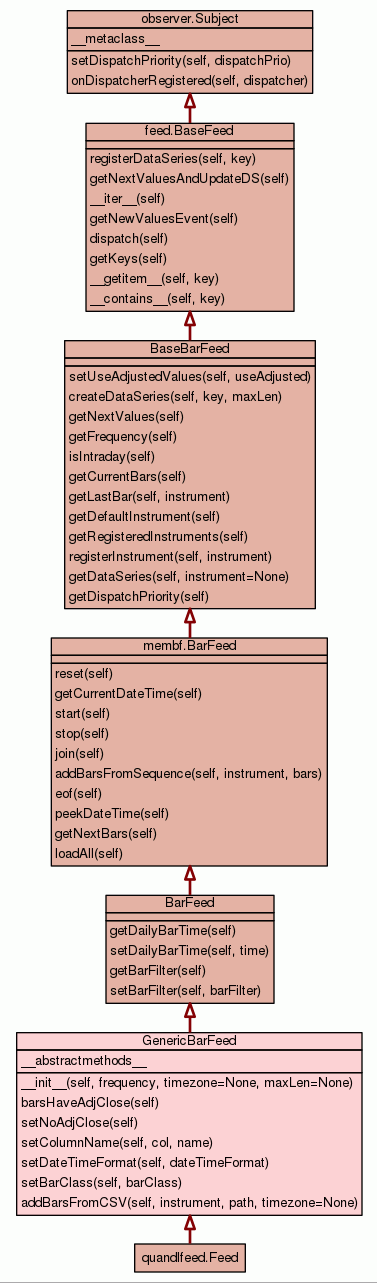 observer.Subject
__metaclass__
setDispatchPriority(self, dispatchPrio)
onDispatcherRegistered(self, dispatcher)
feed.BaseFeed
registerDataSeries(self, key)
getNextValuesAndUpdateDS(self)
__iter__(self)
getNewValuesEvent(self)
dispatch(self)
getKeys(self)
__getitem__(self, key)
__contains__(self, key)
BaseBarFeed
setUseAdjustedValues(self, useAdjusted)
createDataSeries(self, key, maxLen)
getNextValues(self)
getFrequency(self)
isIntraday(self)
getCurrentBars(self)
getLastBar(self, instrument)
getDefaultInstrument(self)
getRegisteredInstruments(self)
registerInstrument(self, instrument)
getDataSeries(self, instrument=None)
getDispatchPriority(self)
membf.BarFeed
reset(self)
getCurrentDateTime(self)
start(self)
stop(self)
join(self)
addBarsFromSequence(self, instrument, bars)
eof(self)
peekDateTime(self)
getNextBars(self)
loadAll(self)
BarFeed
getDailyBarTime(self)
setDailyBarTime(self, time)
getBarFilter(self)
setBarFilter(self, barFilter)
GenericBarFeed
__abstractmethods__
__init__(self, frequency, timezone=None, maxLen=None)
barsHaveAdjClose(self)
setNoAdjClose(self)
setColumnName(self, col, name)
setDateTimeFormat(self, dateTimeFormat)
setBarClass(self, barClass)
addBarsFromCSV(self, instrument, path, timezone=None)
quandlfeed.Feed